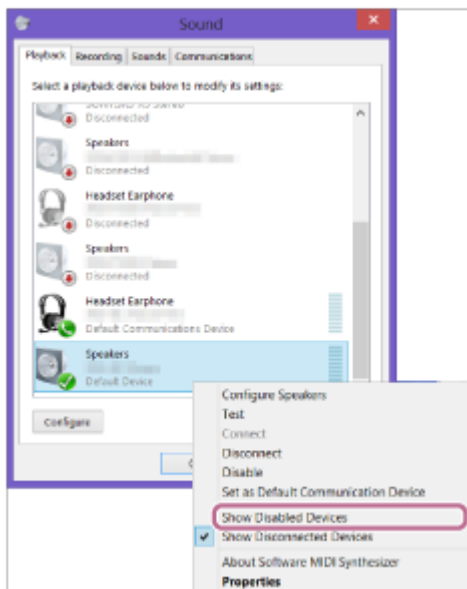 Sound
Playback Recording Sounds Communications
Select a playback device below to modify its settings:
Stereo
Disconnected
Speakers
Disconnected
Headset Earphone
Disconnected
Speakers
Disconnected
Headset Earphone
Default Communications Device
Speakers
Default Device
Configure
Configure Speakers
Test
Connect
Disconnect
Disable
Set as Default Communication Device
Show Disabled Devices
Show Disconnected Devices
About Software MIDI Synthesizer
Properties